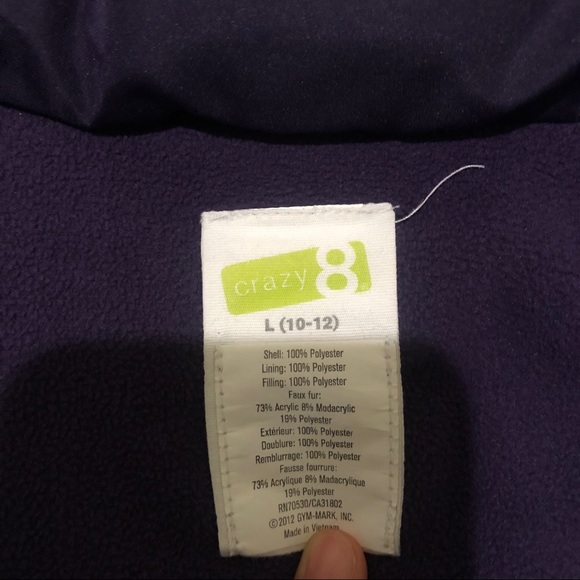 crazy 8
L (10-12)
Shell: 100% Polyester
Lining: 100% Polyester
Filling: 100% Polyester
Faux fur:
73% Acrylic 8% Modacrylic
19% Polyester
Extérieur: 100% Polyester
Doublure: 100% Polyester
Remblurrage: 100% Polyester
Fausse fourrure:
73% Acrylique 8% Madacrylique
19% Polyester
RN70530/CA31802
©2012 GYM-MARK, INC.
Made in Vietnam